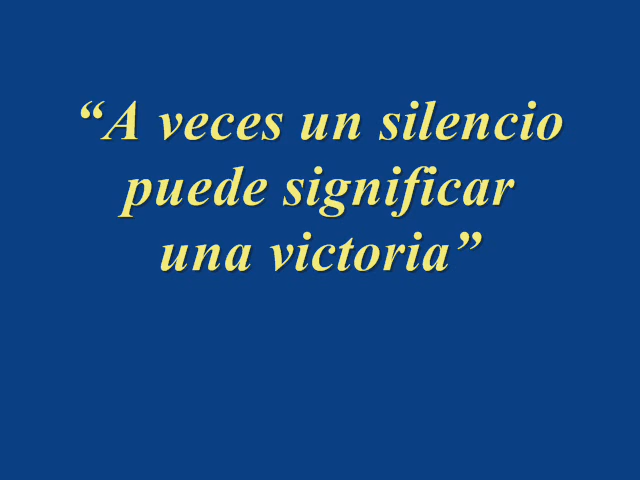 “A veces un silencio
puede significar
una victoria”